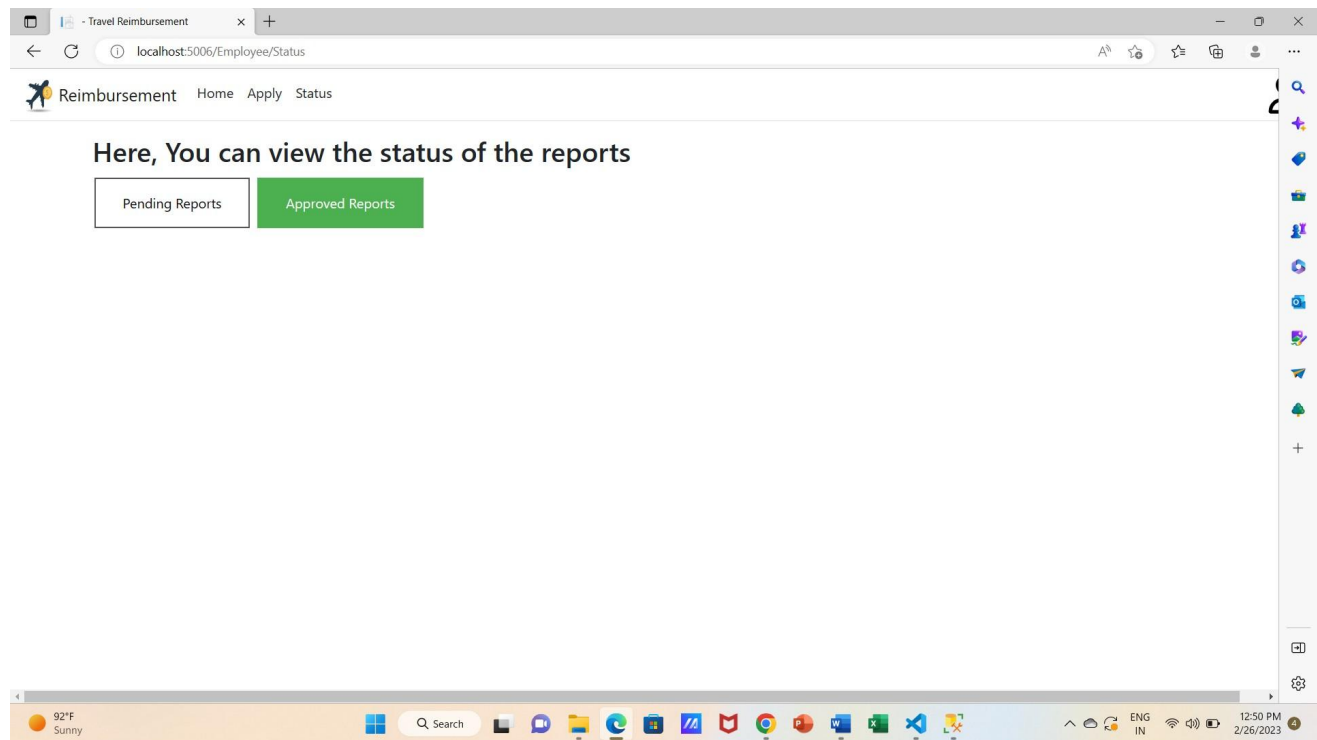 - Travel Reimbursement
localhost:5006/Employee/Status
Reimbursement Home Apply Status
Here, You can view the status of the reports
Pending Reports Approved Reports
92°F
Sunny
Search
ENG
IN
12:50 PM
2/26/2023
4